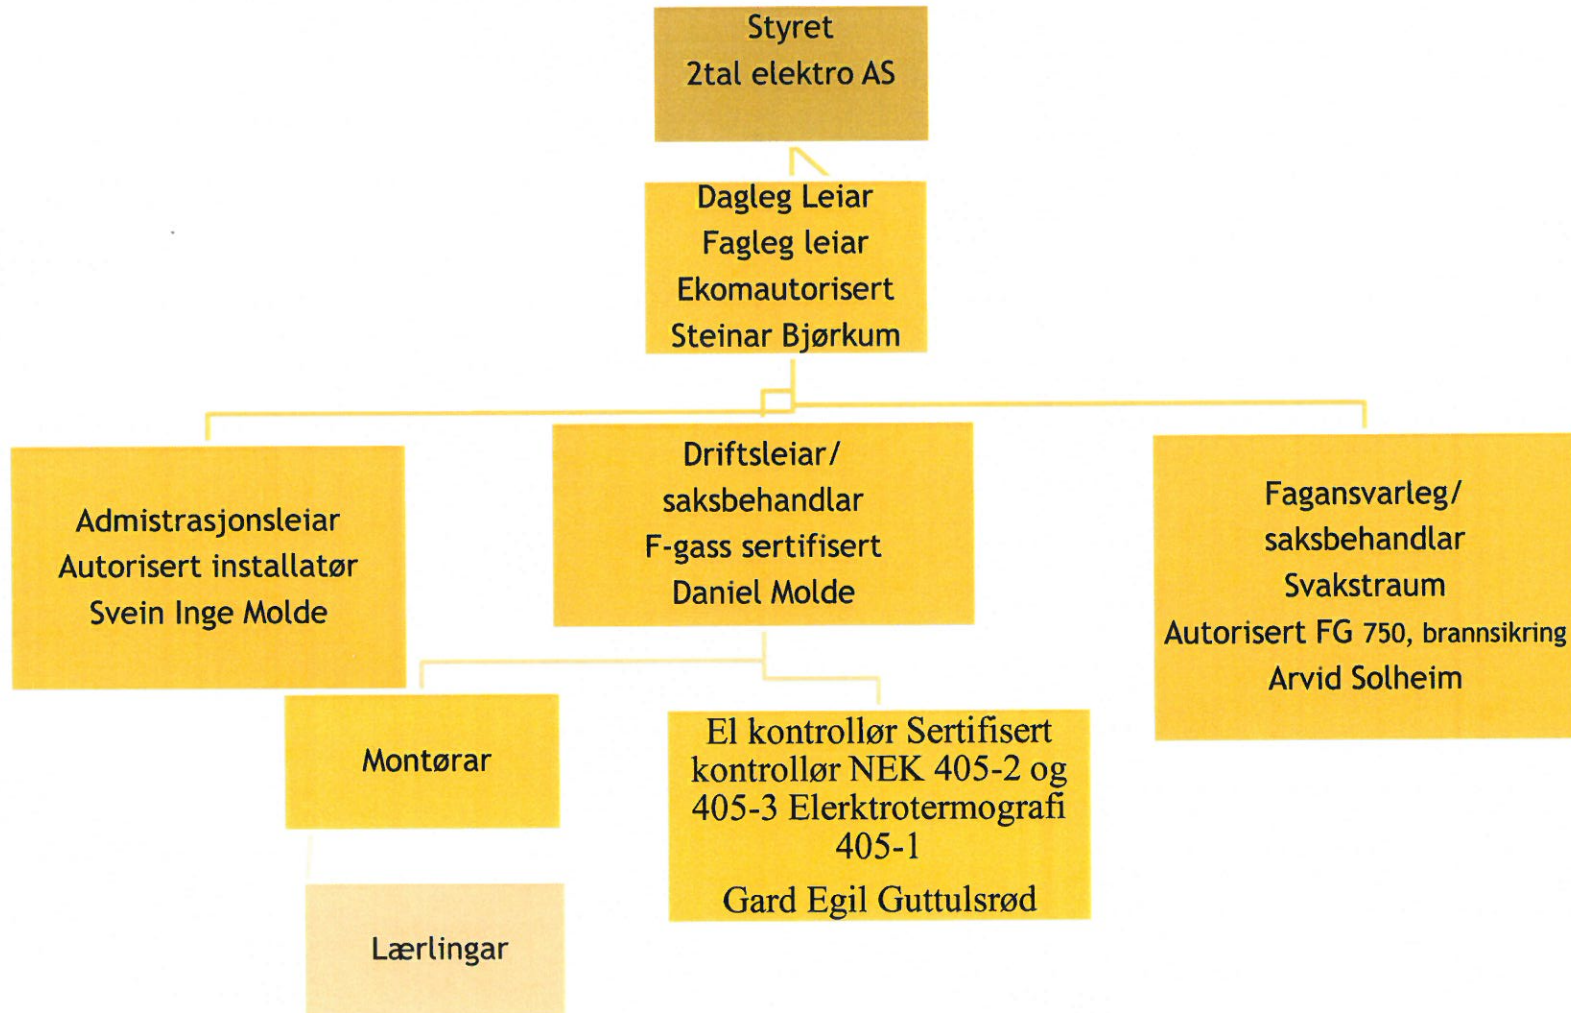 Styret
2tal elektro AS
Dagleg Leiar
Fagleg leiar
Ekomautorisert
Steinar Bjørkum
Admistrasjonsleiar
Autorisert installatør
Svein Inge Molde
Driftsleiar/
saksbehandlar
F-gass sertifisert
Daniel Molde
Fagansvarleg/
saksbehandlar
Svakstraum
Autorisert FG 750, brannsikring
Arvid Solheim
Montørar
El kontrollør Sertifisert
kontrollør NEK 405-2 og
405-3 Elerktrotermografi
405-1
Gard Egil Guttulsrød
Lærlingar